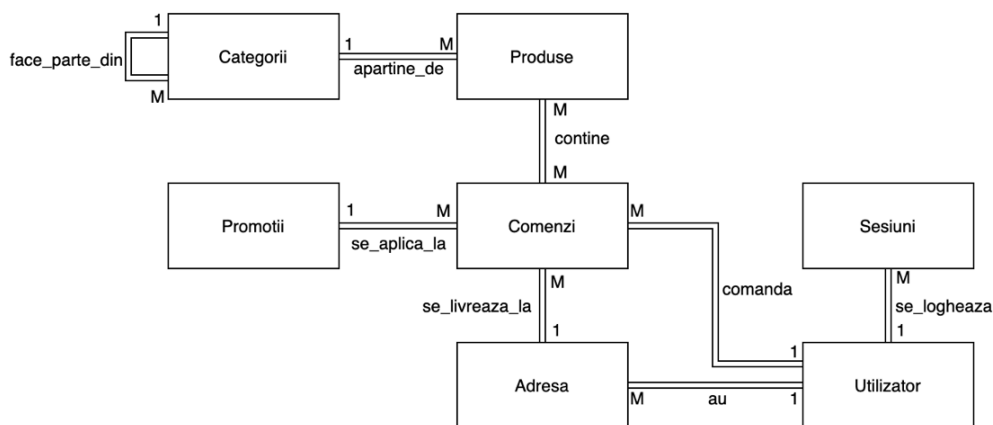 1
face_parte_din
M
Categorii
1
M
apartine_de
Produse
M
contine
M
Promotii
1
M
se_aplica_la
Comenzi
M
comanda
1
Sesiuni
M
se_logheaza
1
M
se_livreaza_la
1
Adresa
M
au
1
Utilizator